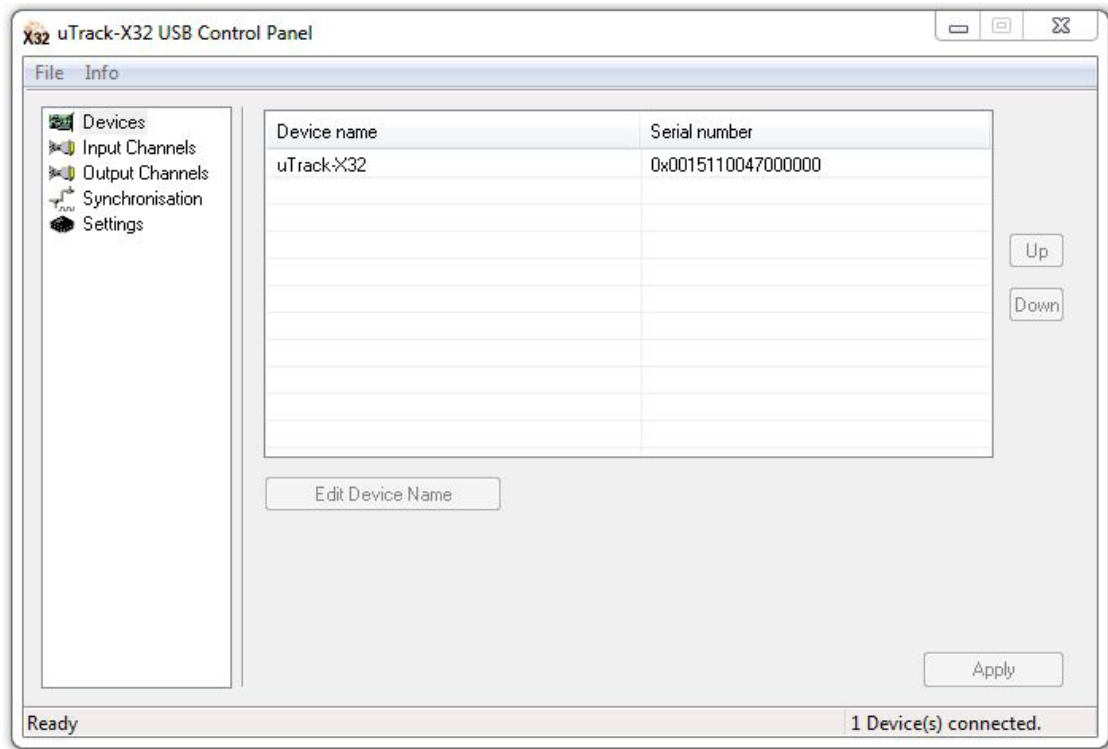 X32 uTrack-X32 USB Control Panel
File Info
Devices
Input Channels
Output Channels
Synchronisation
Settings
Device name Serial number
uTrack-X32 0x0015110047000000
Up
Down
Edit Device Name
Apply
Ready 1 Device(s) connected.